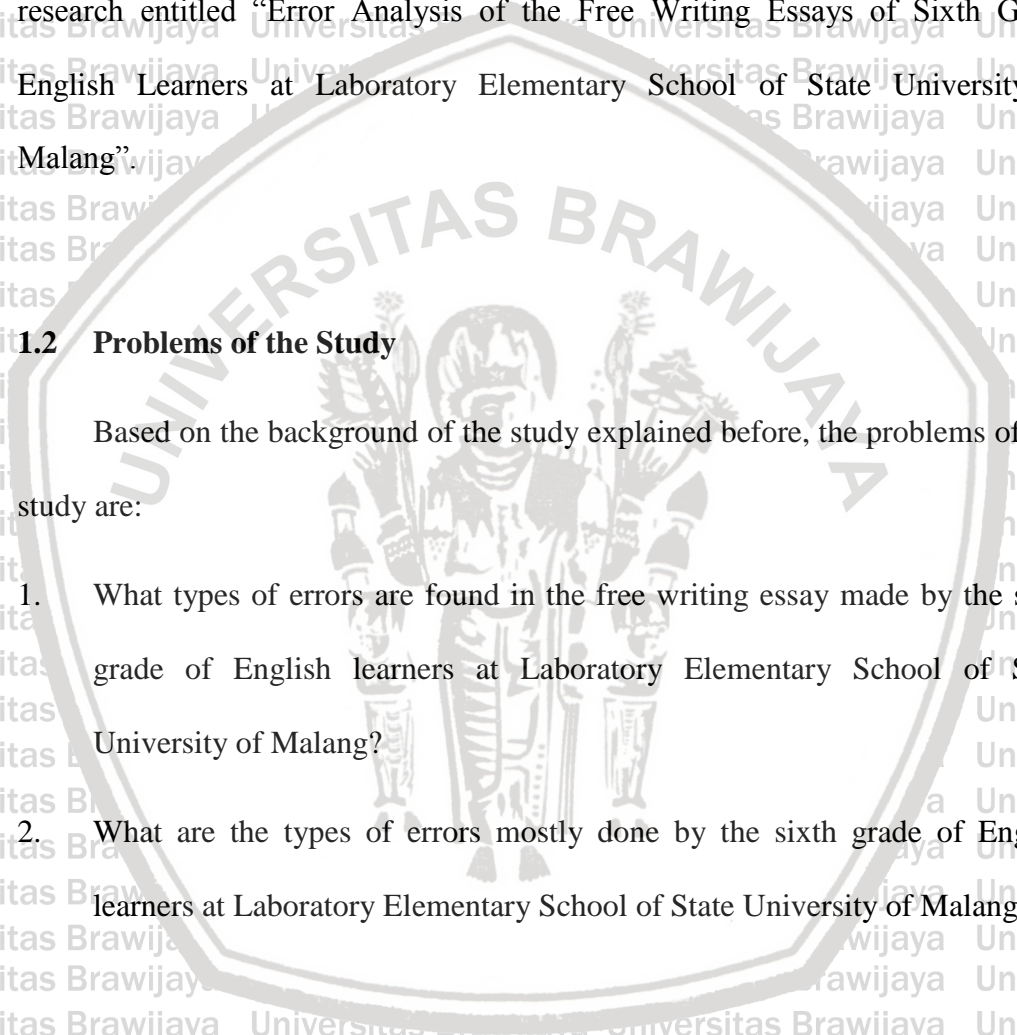 research entitled “Error Analysis of the Free Writing Essays of Sixth G
English Learners at Laboratory Elementary School of State University
Malang”.
UNIVERSITAS BRAWIJAYA
1.2 Problems of the Study
Based on the background of the study explained before, the problems of
study are:
1. What types of errors are found in the free writing essay made by the s
grade of English learners at Laboratory Elementary School of S
University of Malang?
2. What are the types of errors mostly done by the sixth grade of Eng
learners at Laboratory Elementary School of State University of Malang